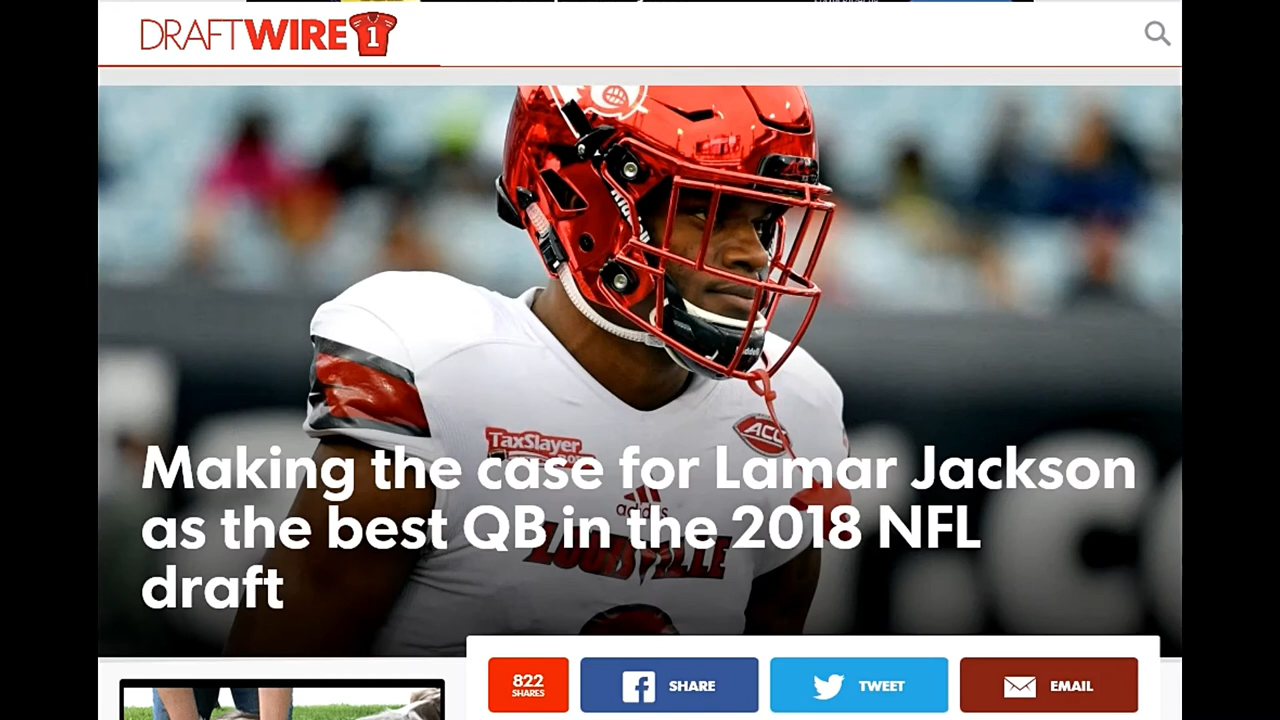 DRAFTWIRE 1
TaxSlayer
ACC
adidas
LOUISVILLE
Making the case for Lamar Jackson
as the best QB in the 2018 NFL
draft
822
SHARES
SHARE
TWEET
EMAIL